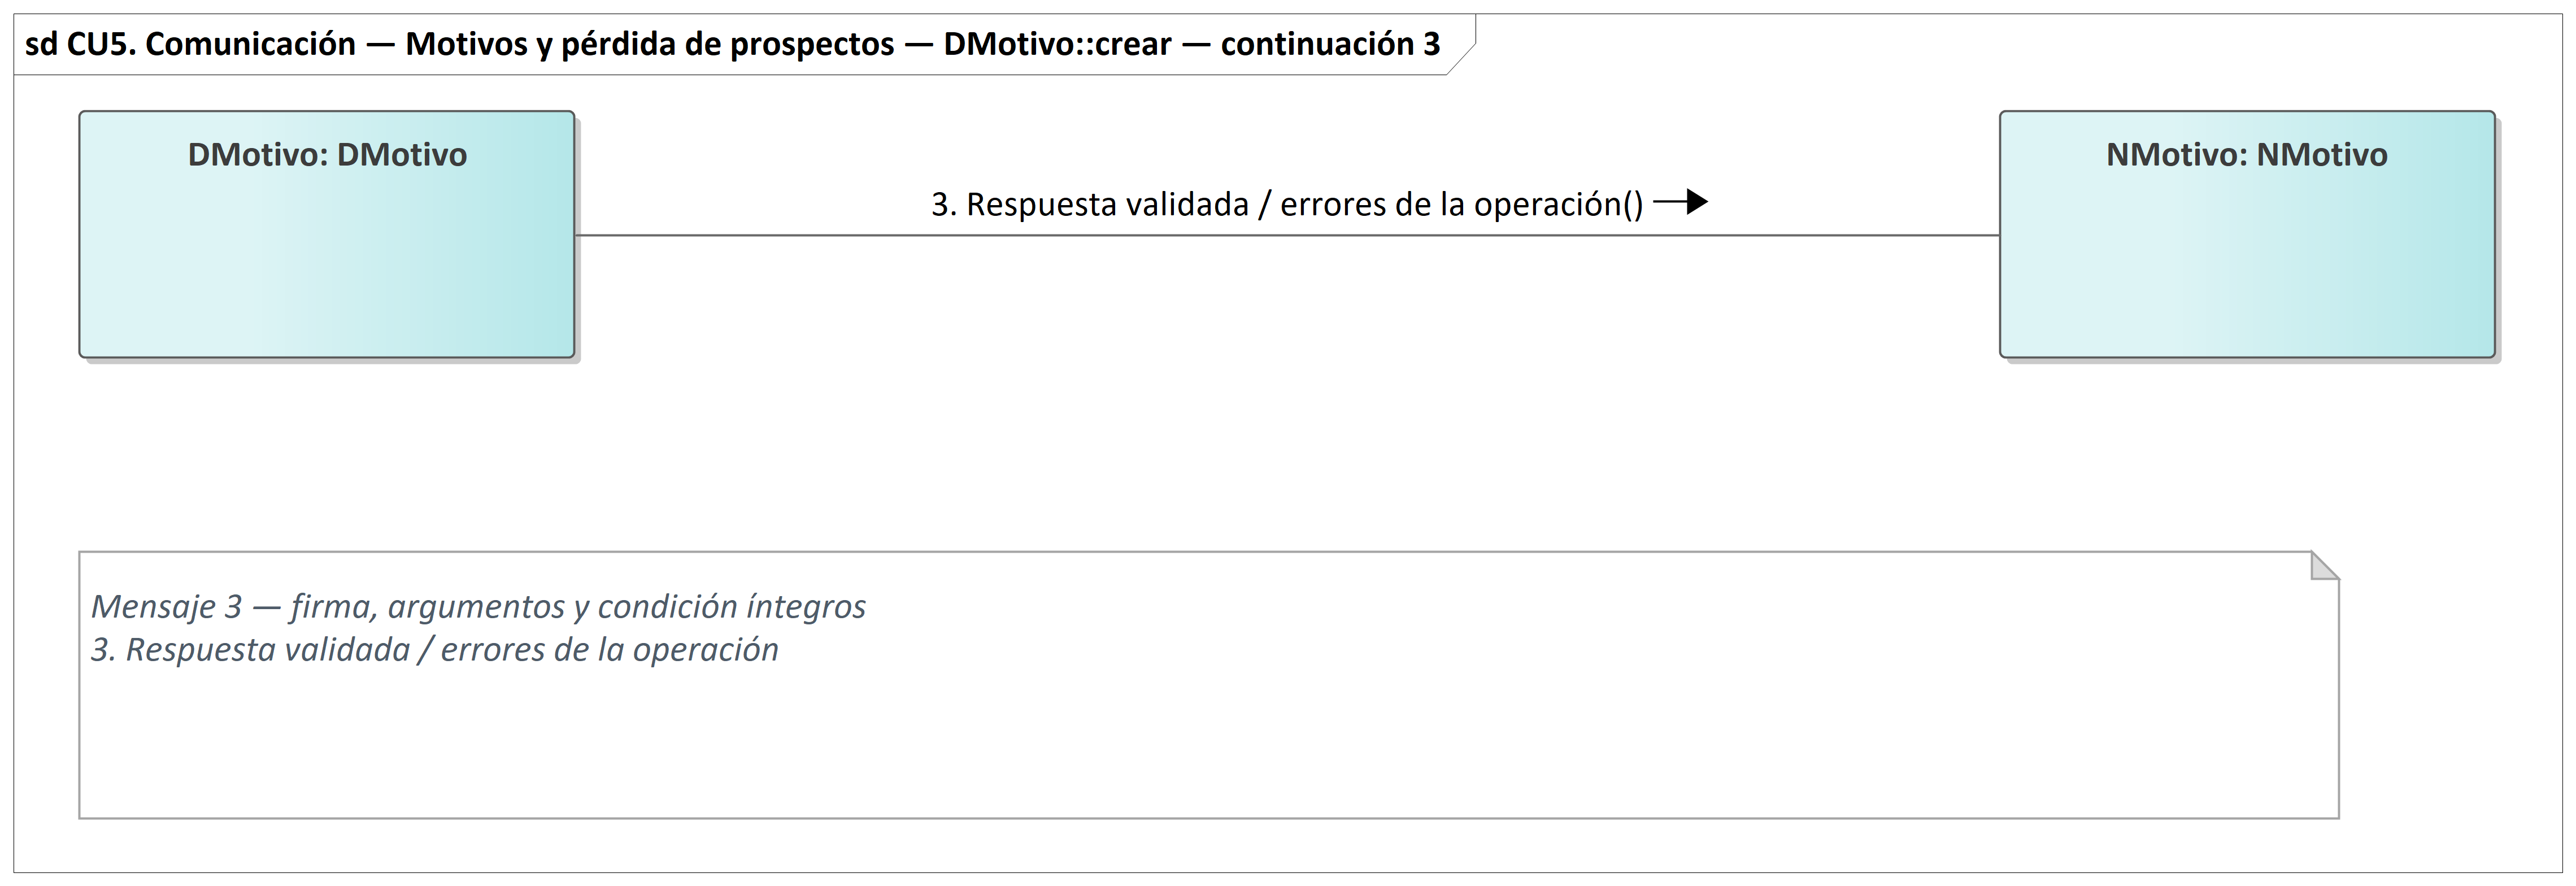 sd CU5. Comunicación — Motivos y pérdida de prospectos — DMotivo::crear — continuación 3
DMotivo: DMotivo
NMotivo: NMotivo
3. Respuesta validada / errores de la operación()
Mensaje 3 — firma, argumentos y condición íntegros
3. Respuesta validada / errores de la operación